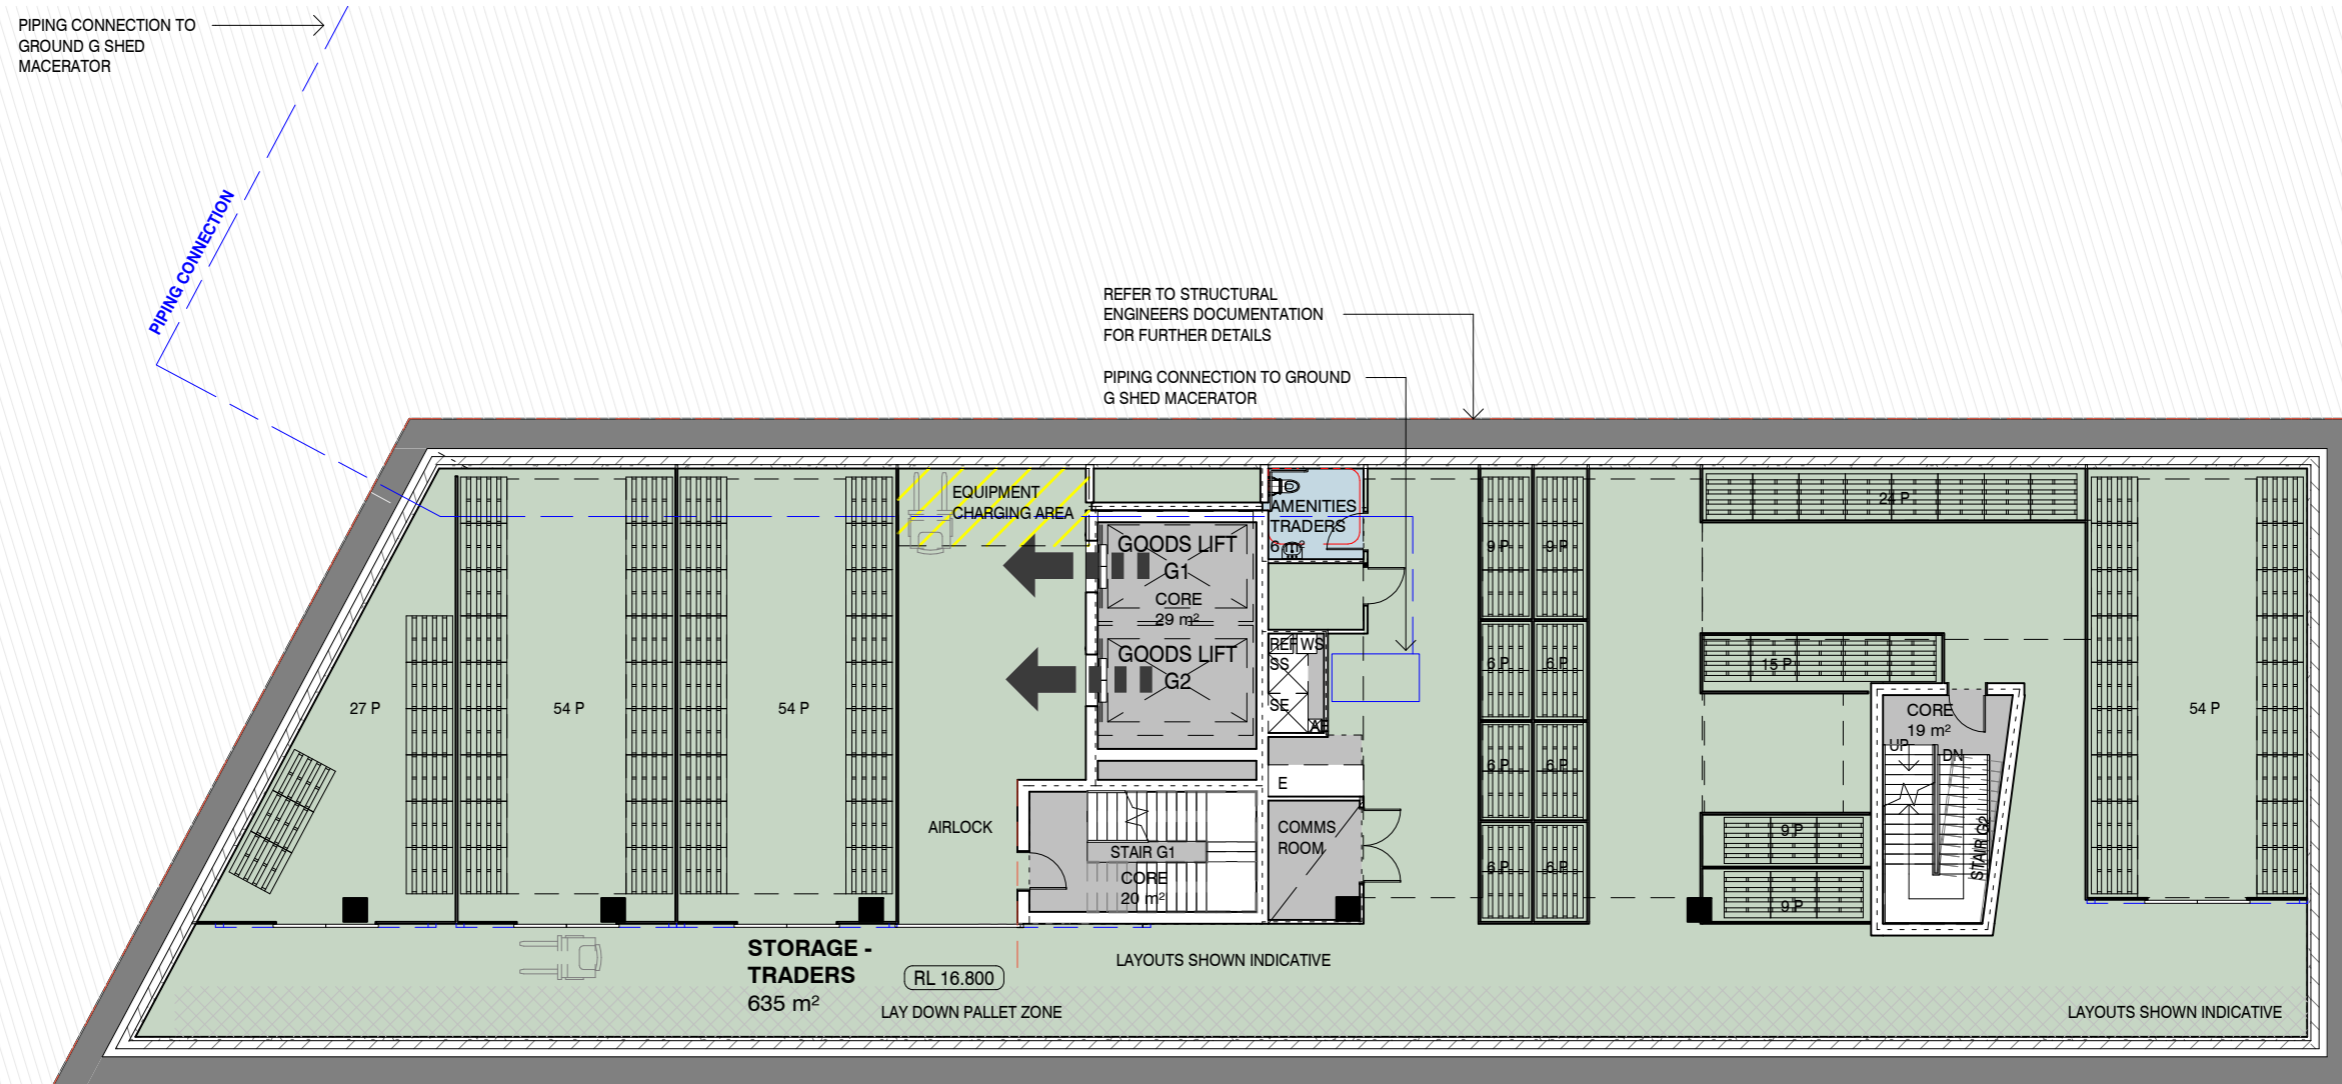 PIPING CONNECTION TO
GROUND G SHED
MACERATOR
PIPING CONNECTION
REFER TO STRUCTURAL
ENGINEERS DOCUMENTATION
FOR FURTHER DETAILS
PIPING CONNECTION TO GROUND
G SHED MACERATOR
EQUIPMENT
CHARGING AREA
AMENITIES
TRADERS
6 m²
GOODS LIFT
G1
CORE
29 m²
GOODS LIFT
G2
REF WS
SS
SE
E
COMMS
ROOM
AIRLOCK
STAIR G1
CORE
20 m²
27 P
54 P
54 P
9 P
9 P
6 P
6 P
6 P
6 P
6 P
6 P
24 P
15 P
9 P
9 P
CORE
19 m²
UP
DN
STAIR G2
54 P
STORAGE -
TRADERS
635 m²
RL 16.800
LAYOUTS SHOWN INDICATIVE
LAY DOWN PALLET ZONE
LAYOUTS SHOWN INDICATIVE